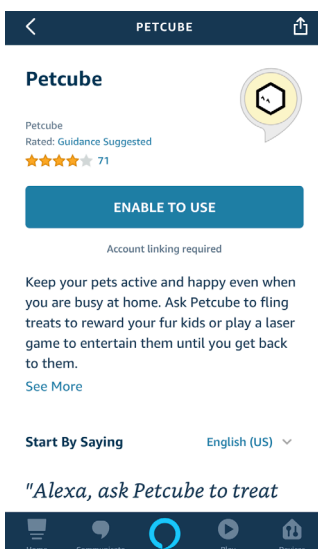 PETCUBE
Petcube
Petcube
Rated: Guidance Suggested
71
ENABLE TO USE
Account linking required
Keep your pets active and happy even when
you are busy at home. Ask Petcube to fling
treats to reward your fur kids or play a laser
game to entertain them until you get back
to them.
See More
Start By Saying English (US)
"Alexa, ask Petcube to treat